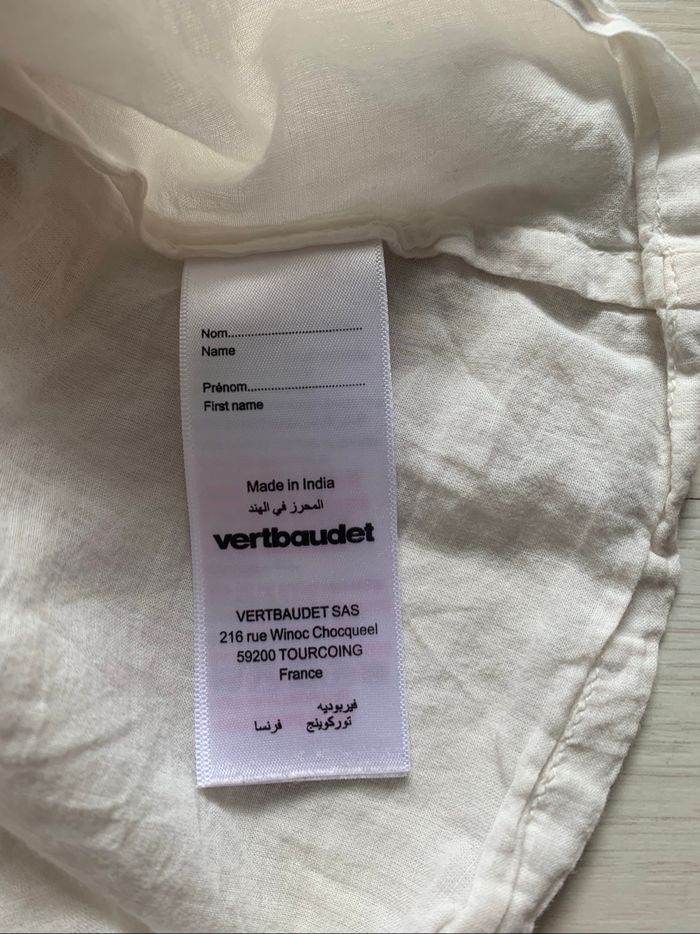 Nom....................................
Name
Prénom................................
First name
Made in India
المحرز في الهند
vertbaudet
VERTBAUDET SAS
216 rue Winoc Chocqueel
59200 TOURCOING
France
فيربوديه
توركوينج فرنسا